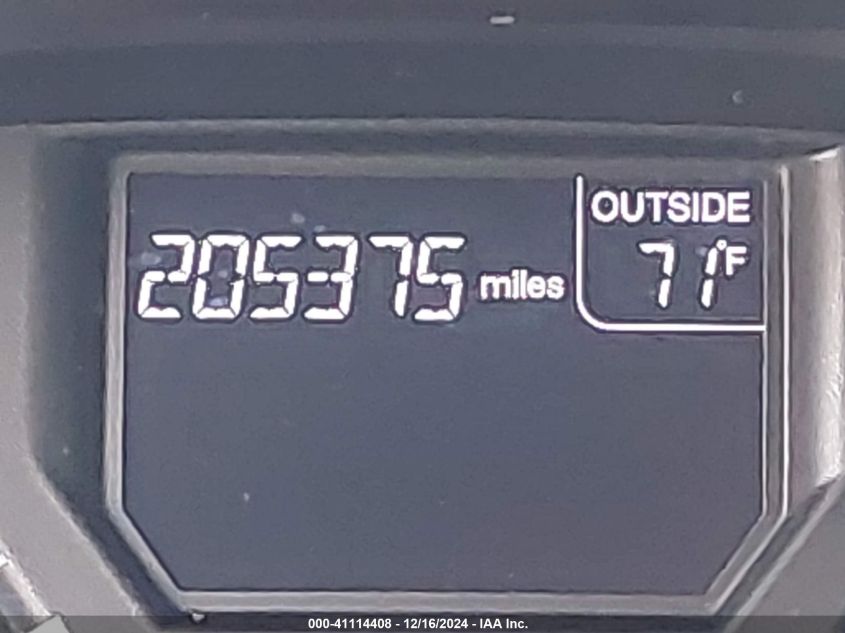 OUTSIDE
205375 miles
71°F
000-41114408 - 12/16/2024 - IAA Inc.